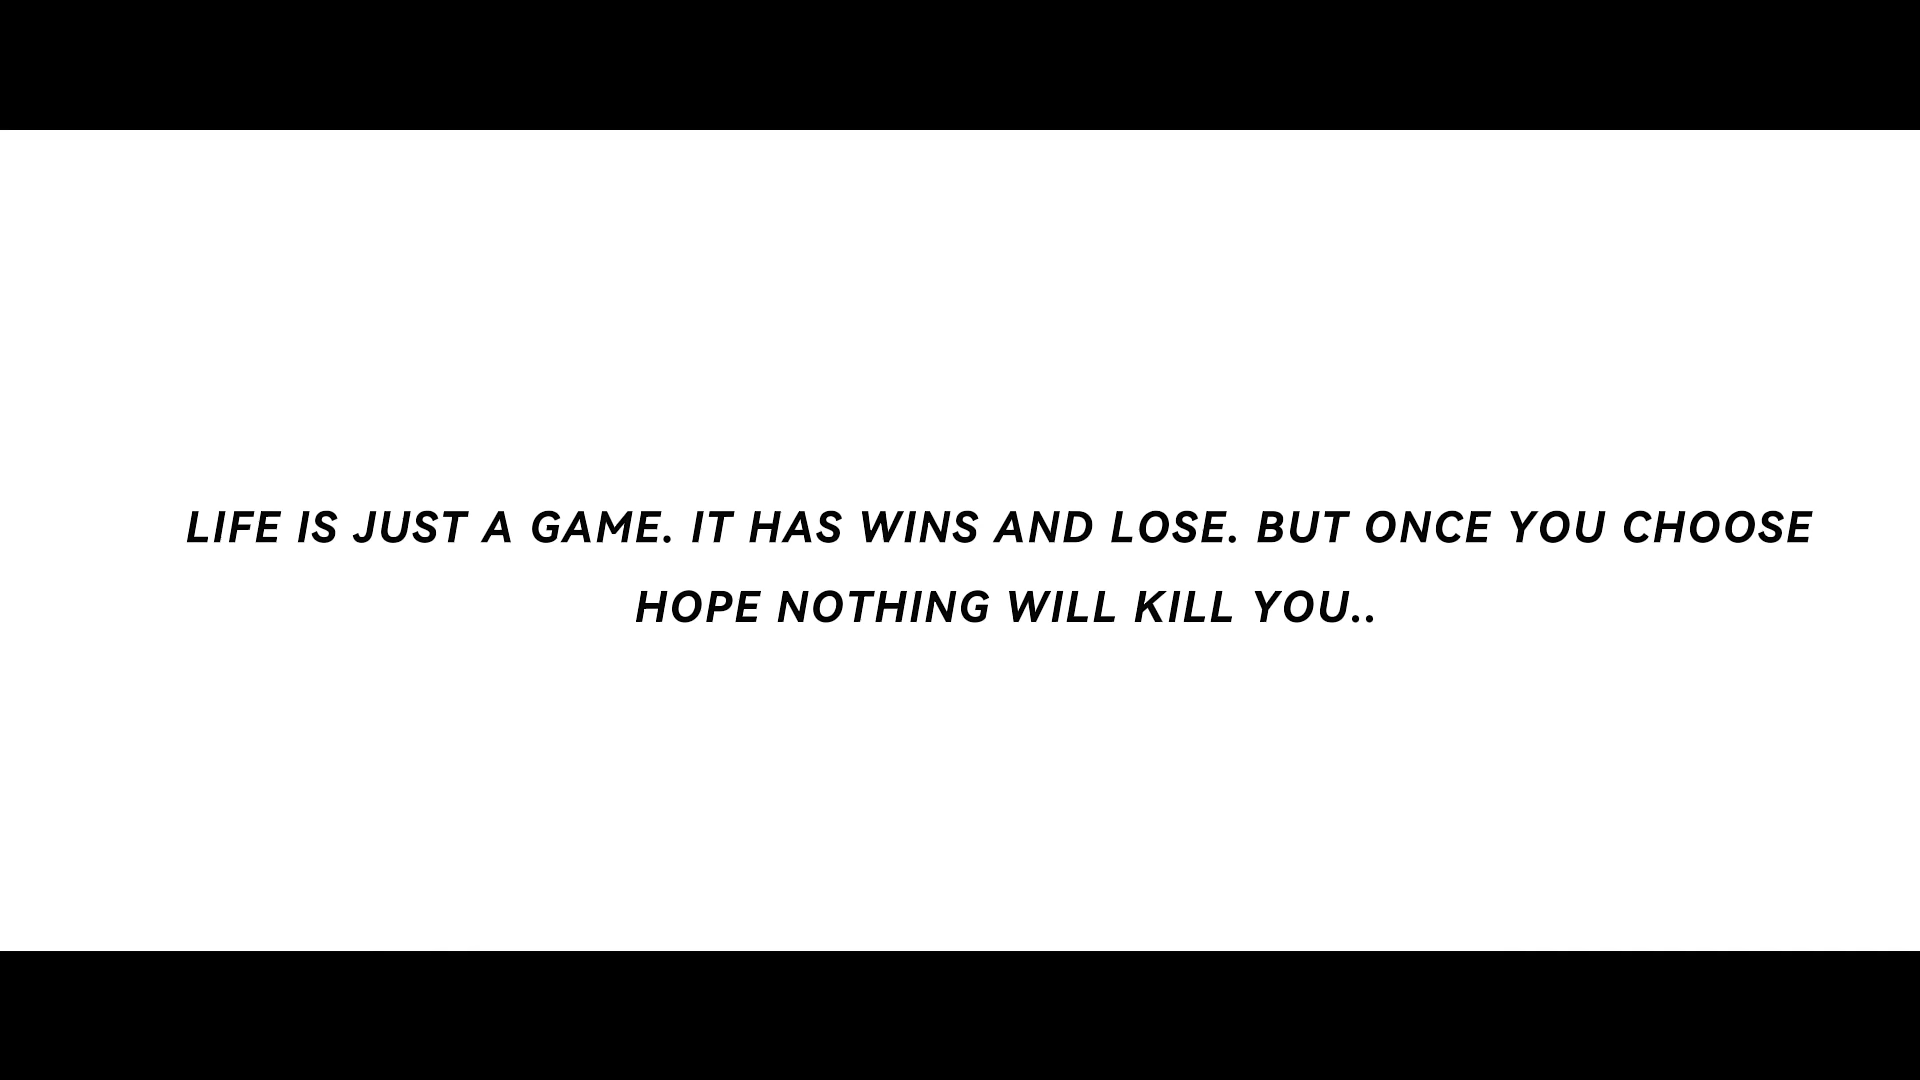 LIFE IS JUST A GAME. IT HAS WINS AND LOSE. BUT ONCE YOU CHOOSE
HOPE NOTHING WILL KILL YOU..